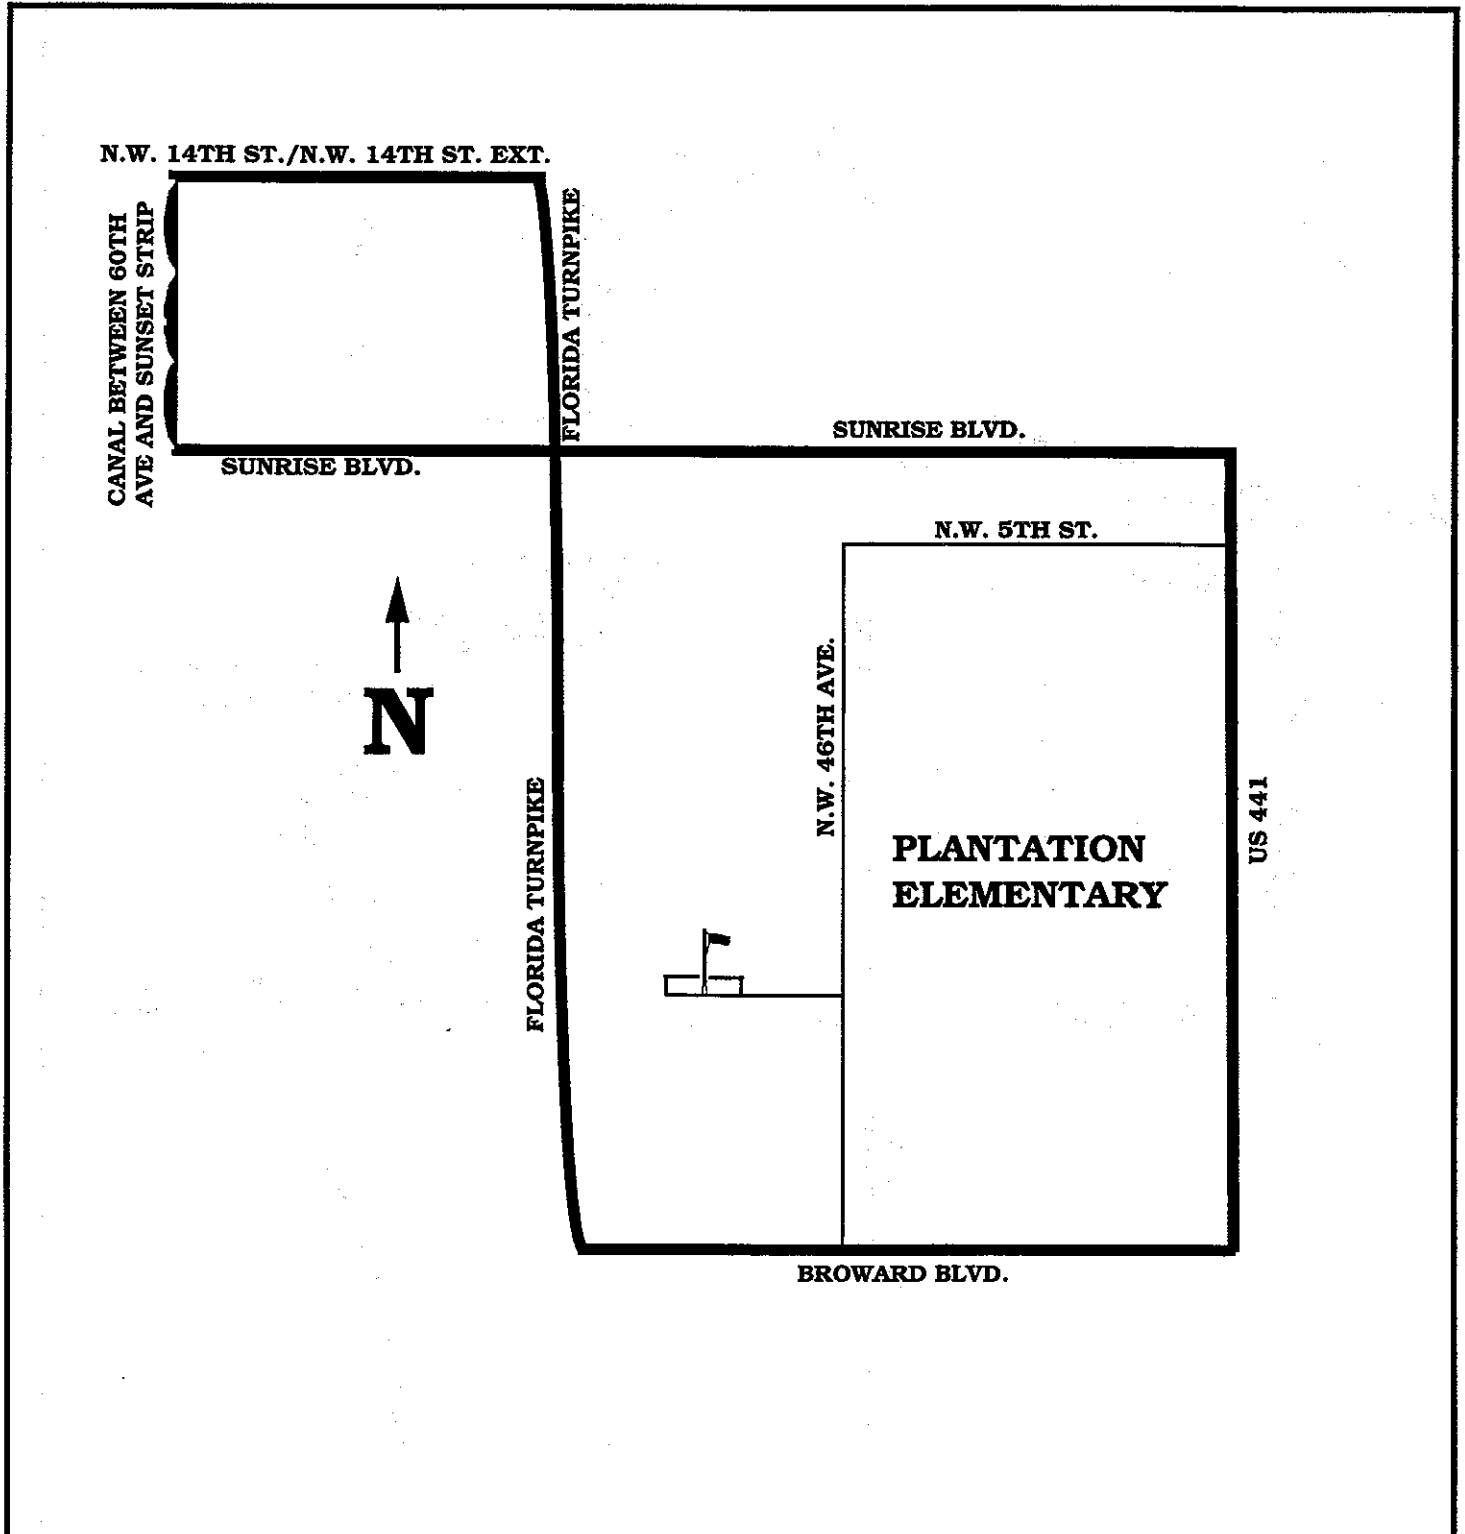 N.W. 14TH ST./N.W. 14TH ST. EXT.
CANAL BETWEEN 60TH
AVE AND SUNSET STRIP
FLORIDA TURNPIKE
SUNRISE BLVD.
SUNRISE BLVD.
N.W. 5TH ST.
N
N.W. 46TH AVE.
FLORIDA TURNPIKE
US 441
PLANTATION
ELEMENTARY
BROWARD BLVD.